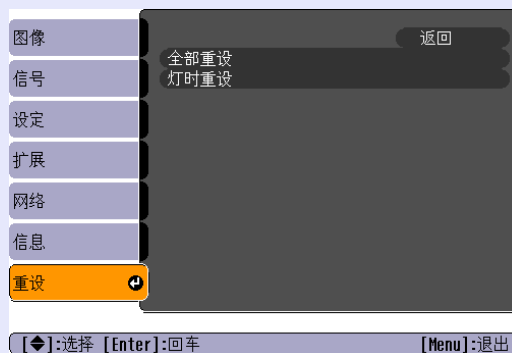 图像
信号
设定
扩展
网络
信息
重设
返回
全部重设
灯时重设
[◆]:选择 [Enter]:回车
[Menu]:退出